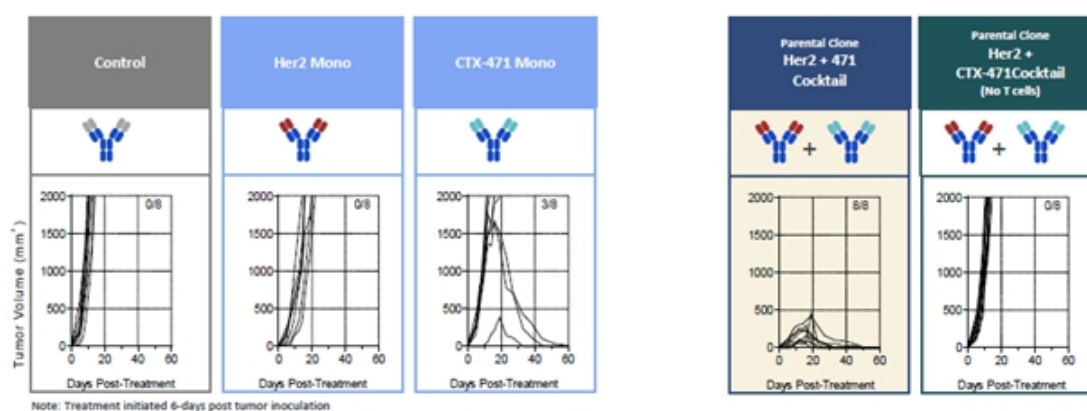 Control
Her2 Mono
CTX-471 Mono
Parental Clone
Her2 + 471
Cocktail
Parental Clone
Her2 +
CTX-471Cocktail
(No T cells)
+
+
Tumor Volume (mm³)
2000
1500
1000
500
0
0/8
0 20 40 60
Days Post-Treatment
2000
1500
1000
500
0
0/8
0 20 40 60
Days Post-Treatment
2000
1500
1000
500
0
3/8
0 20 40 60
Days Post-Treatment
2000
1500
1000
500
0
8/8
0 20 40 60
Days Post-Treatment
2000
1500
1000
500
0
0/8
0 20 40 60
Days Post-Treatment
Note: Treatment initiated 6-days post tumor inoculation